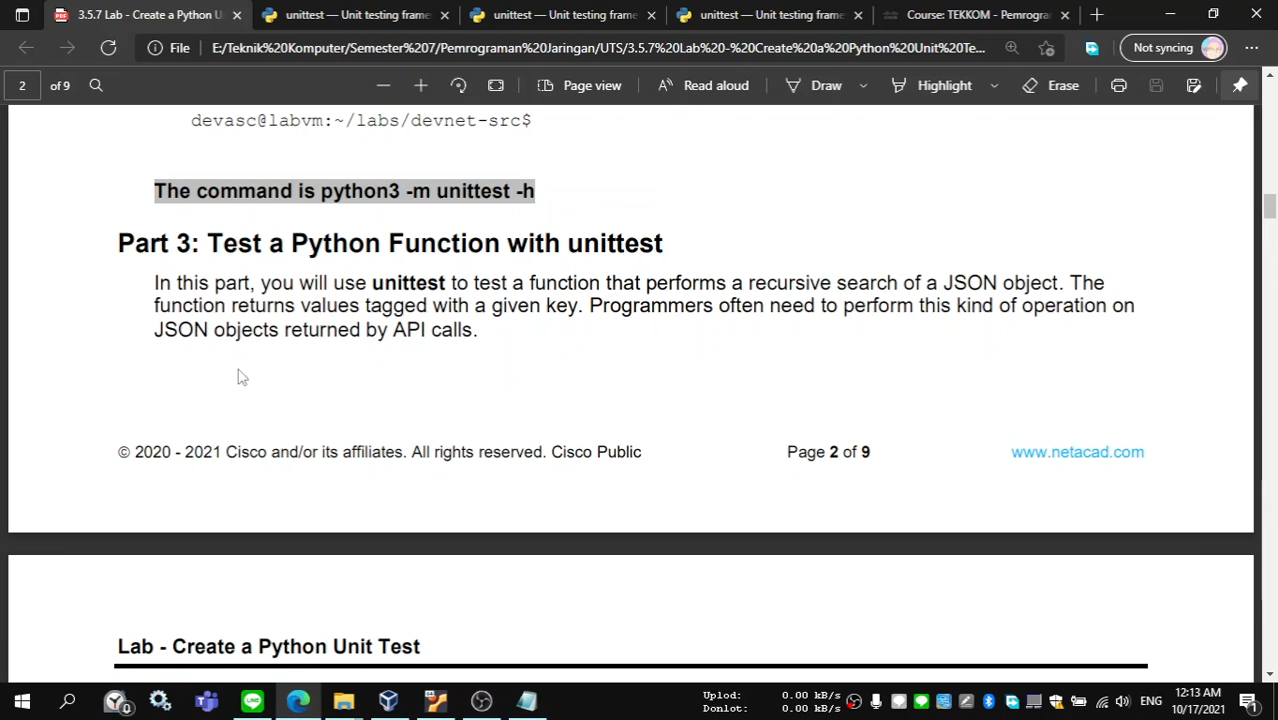 3.5.7 Lab - Create a Python U
unittest — Unit testing frame
unittest — Unit testing frame
unittest — Unit testing frame
Course: TEKKOM - Pemrogra
File
E:/Teknik%20Komputer/Semester%207/Pemrograman%20Jaringan/UTS/3.5.7%20Lab%20-%20Create%20a%20Python%20Unit%20Te...
Not syncing
2 of 9
Page view
Read aloud
Draw
Highlight
Erase
devasc@labvm:~/labs/devnet-src$
The command is python3 -m unittest -h
Part 3: Test a Python Function with unittest
In this part, you will use unittest to test a function that performs a recursive search of a JSON object. The
function returns values tagged with a given key. Programmers often need to perform this kind of operation on
JSON objects returned by API calls.
© 2020 - 2021 Cisco and/or its affiliates. All rights reserved. Cisco Public
Page 2 of 9
www.netacad.com
Lab - Create a Python Unit Test
Uplod: 0.00 kB/s
Donlot: 0.00 kB/s
ENG
12:13 AM
10/17/2021